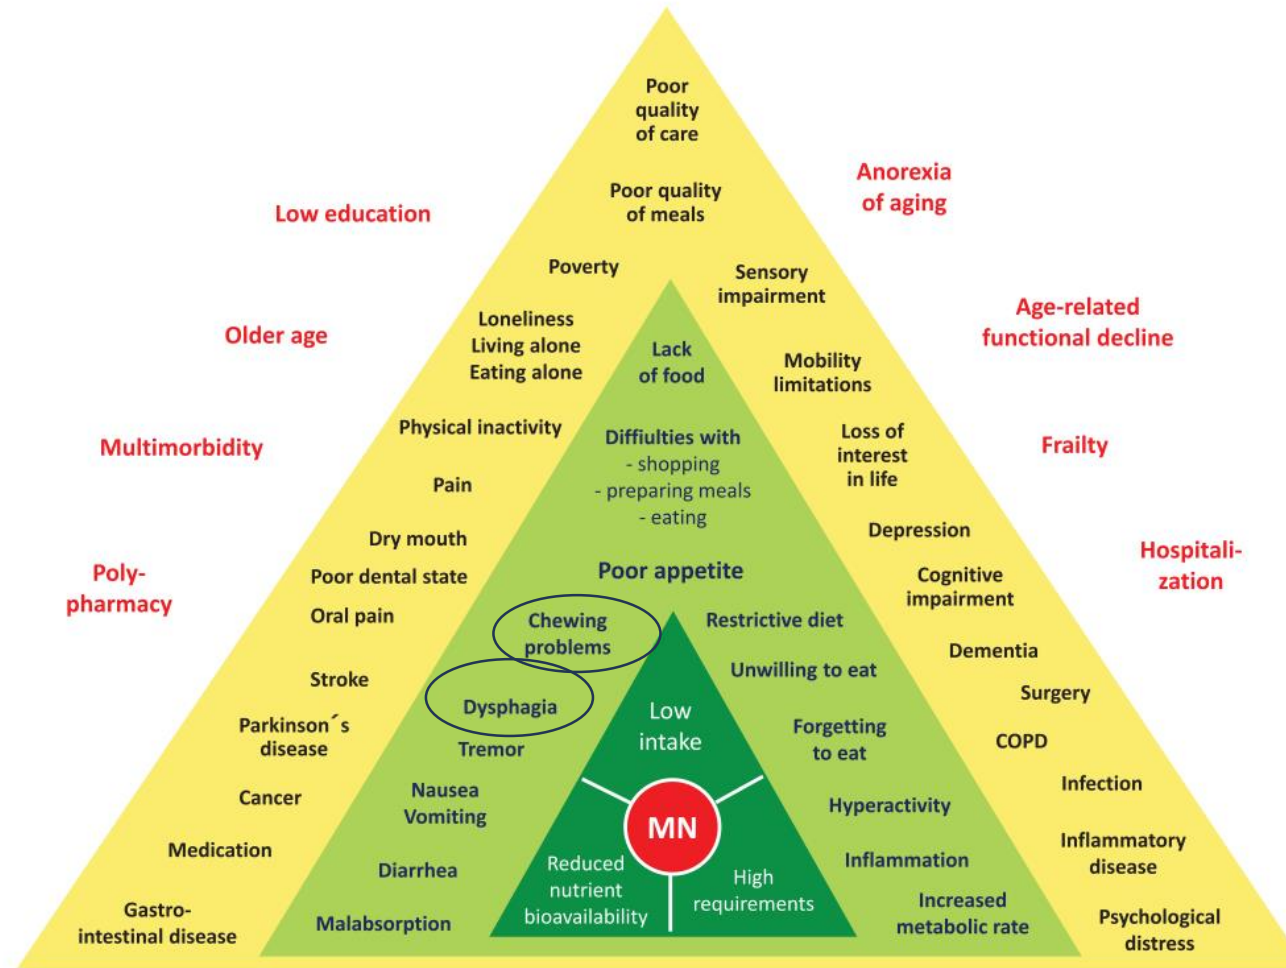 Poor
quality
of care
Poor quality
of meals
Poverty
Loneliness
Living alone
Eating alone
Physical inactivity
Pain
Dry mouth
Poor dental state
Oral pain
Stroke
Parkinson´s
disease
Cancer
Medication
Gastro-
intestinal disease
Sensory
impairment
Mobility
limitations
Loss of
interest
in life
Depression
Cognitive
impairment
Dementia
Surgery
COPD
Infection
Inflammatory
disease
Psychological
distress
Lack
of food
Diffiulties with
- shopping
- preparing meals
- eating
Poor appetite
Chewing
problems
Dysphagia
Tremor
Nausea
Vomiting
Diarrhea
Malabsorption
Restrictive diet
Unwilling to eat
Forgetting
to eat
Hyperactivity
Inflammation
Increased
metabolic rate
Low
intake
MN
Reduced
nutrient
bioavailability
High
requirements
Low education
Older age
Multimorbidity
Poly-
pharmacy
Anorexia
of aging
Age-related
functional decline
Frailty
Hospitali-
zation